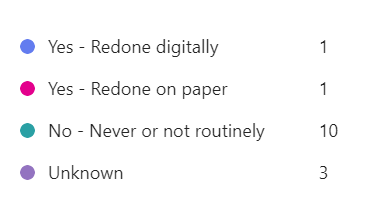 Yes - Redone digitally 1
Yes - Redone on paper 1
No - Never or not routinely 10
Unknown 3